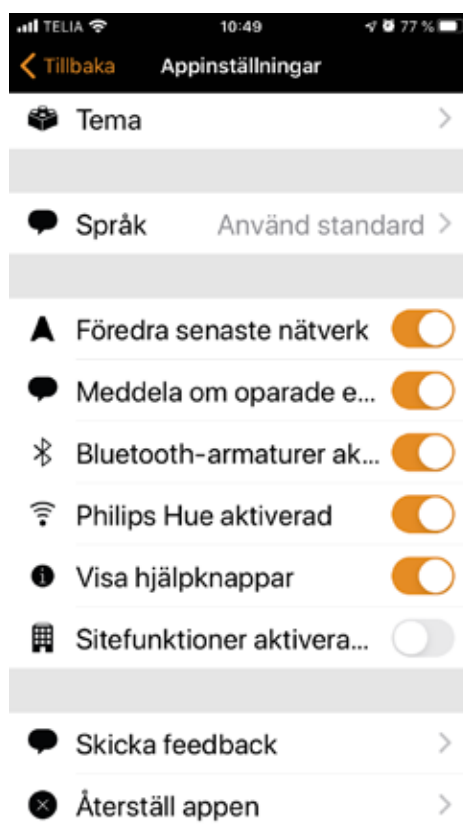 TELIA 10:49 77 %
Tillbaka Appinställningar
Tema
Språk Använd standard
Föredra senaste nätverk
Meddela om oparade e...
Bluetooth-armaturer ak...
Philips Hue aktiverad
Visa hjälpknappar
Sitefunktioner aktivera...
Skicka feedback
Återställ appen